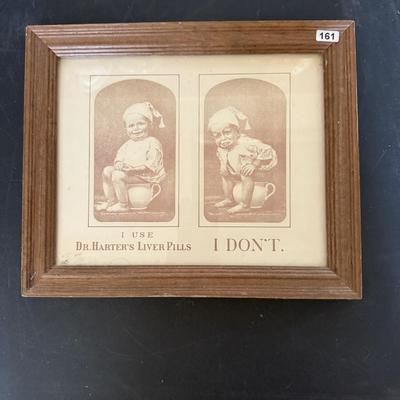 161
I USE
DR. HARTER'S LIVER PILLS
I DON'T.